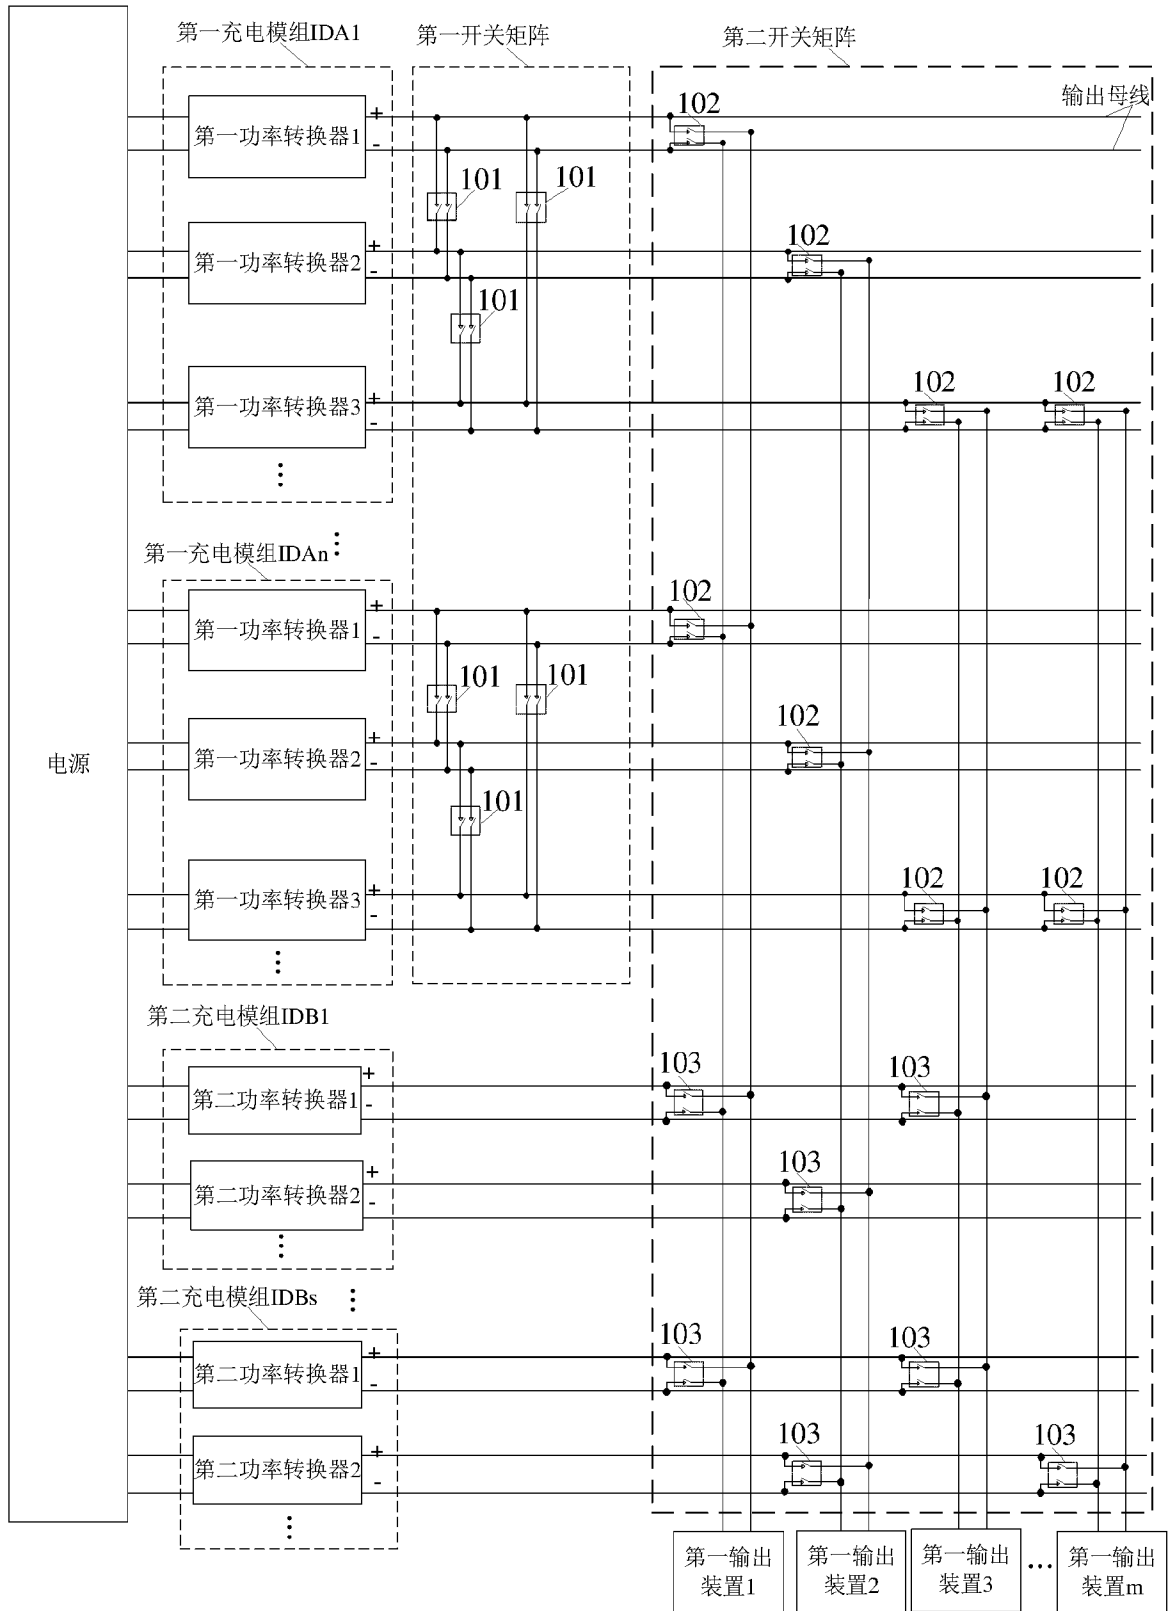 第一充电模组IDA1
第一开关矩阵
第二开关矩阵
输出母线
第一功率转换器1
+
-
102
101
101
第一功率转换器2
+
-
102
101
第一功率转换器3
+
-
102
102
第一充电模组IDAn
第一功率转换器1
+
-
102
101
101
电源
第一功率转换器2
+
-
102
101
第一功率转换器3
+
-
102
102
第二充电模组IDB1
第二功率转换器1
+
-
103
103
第二功率转换器2
+
-
103
第二充电模组IDBs
第二功率转换器1
+
-
103
103
第二功率转换器2
+
-
103
103
第一输出
装置1
第一输出
装置2
第一输出
装置3
...
第一输出
装置m